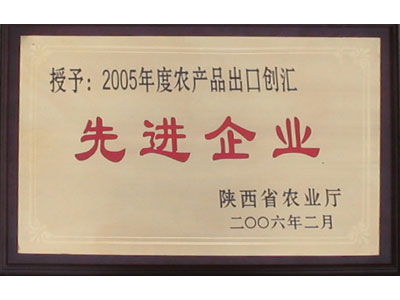 授予：2005年度农产品出口创汇
先进企业
陕西省农业厅
二〇〇六年二月